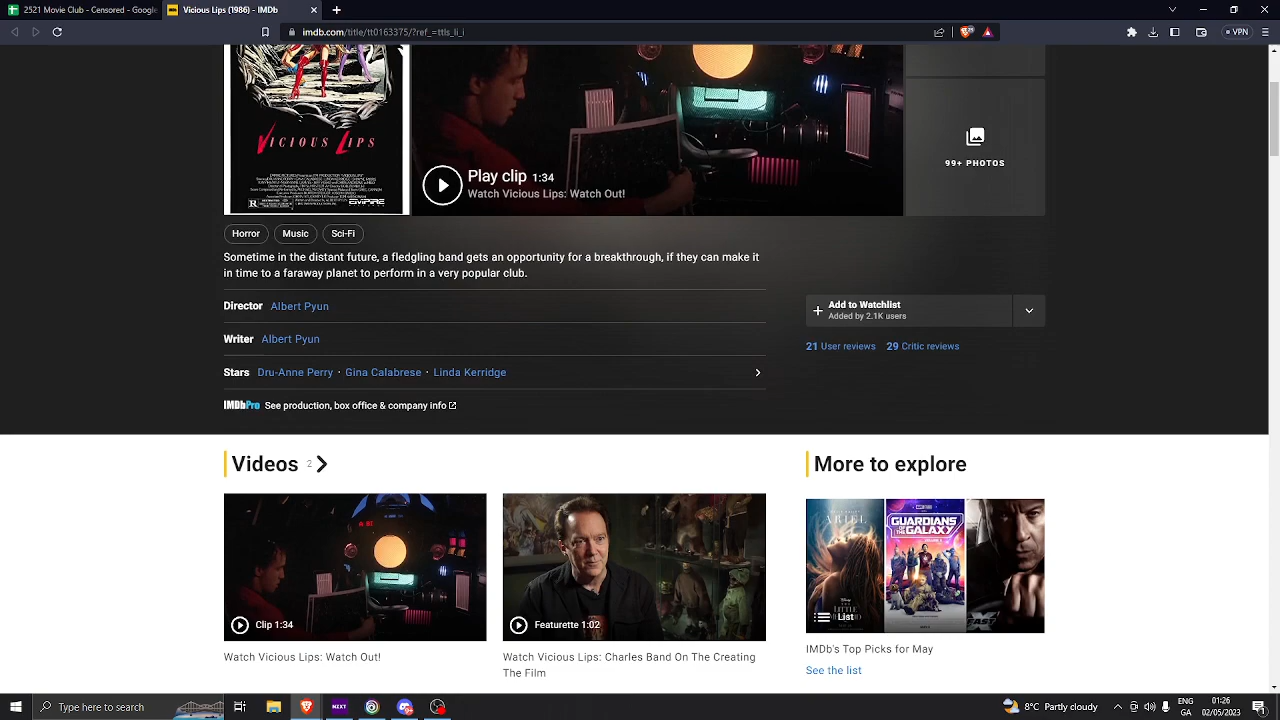 2521 Movie Club - Censored - Google
Vicious Lips (1986) - IMDb
imdb.com/title/tt0163375/?ref_=ttls_li_i
VPN
VICIOUS LIPS
R
EMPIRE
Play clip 1:34
Watch Vicious Lips: Watch Out!
99+ PHOTOS
Horror
Music
Sci-Fi
Sometime in the distant future, a fledgling band gets an opportunity for a breakthrough, if they can make it
in time to a faraway planet to perform in a very popular club.
Director Albert Pyun
Writer Albert Pyun
Stars Dru-Anne Perry · Gina Calabrese · Linda Kerridge
IMDbPro See production, box office & company info
+ Add to Watchlist
Added by 2.1K users
21 User reviews 29 Critic reviews
Videos 2
Clip 1:34
Watch Vicious Lips: Watch Out!
Featurette 1:02
Watch Vicious Lips: Charles Band On The Creating
The Film
More to explore
GUARDIANS
OF THE GALAXY
List
IMDb's Top Picks for May
See the list
Type here to search
NEXT
8°C Partly cloudy
ENG
GA
01:26
02/05/2023